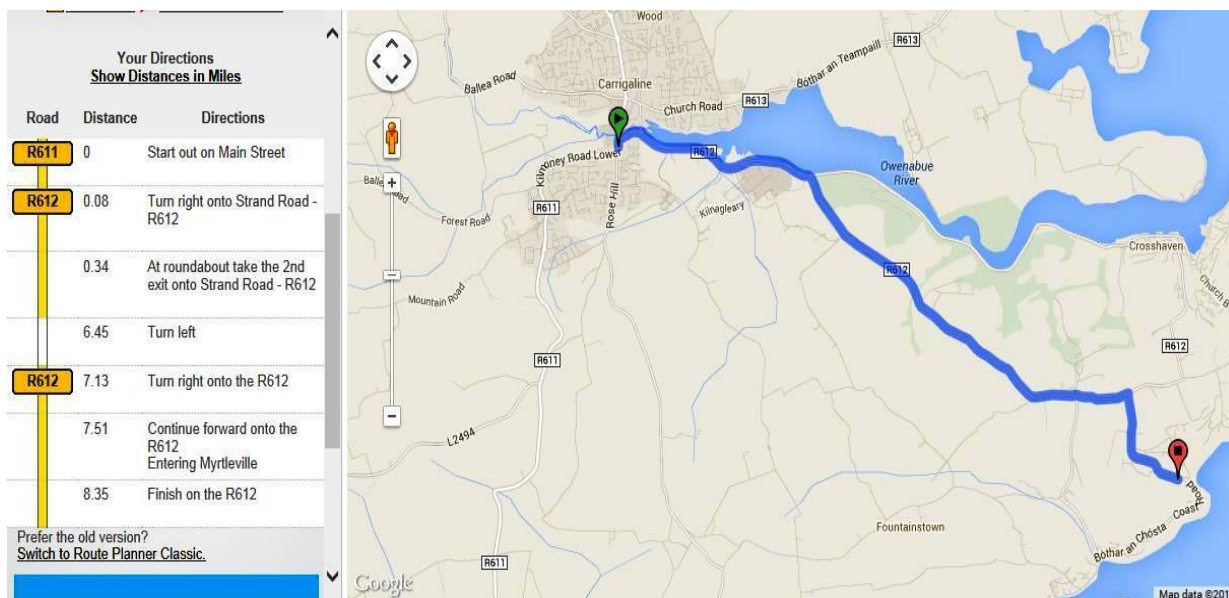 Your Directions
Show Distances in Miles
Road Distance Directions
R611 0 Start out on Main Street
R612 0.08 Turn right onto Strand Road -
R612
0.34 At roundabout take the 2nd
exit onto Strand Road - R612
6.45 Turn left
R612 7.13 Turn right onto the R612
7.51 Continue forward onto the
R612
Entering Myrtleville
8.35 Finish on the R612
Prefer the old version?
Switch to Route Planner Classic.
Wood
R613
Bóthar an Teampaill
Ballea Road
Carrigaline
Church Road
R613
Kilmoney Road Lower
R612
Owenabue
River
Forest Road
R611
Rose Hill
Kilnagleary
Crosshaven
R612
Mountain Road
R612
R611
L2494
Fountainstown
Road
Coast
Bóthar an Chósta
R611
Google
Map data ©201